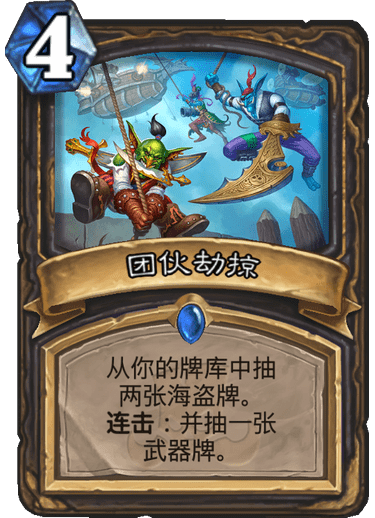 4
团伙劫掠
从你的牌库中抽
两张海盗牌。
连击：并抽一张
武器牌。